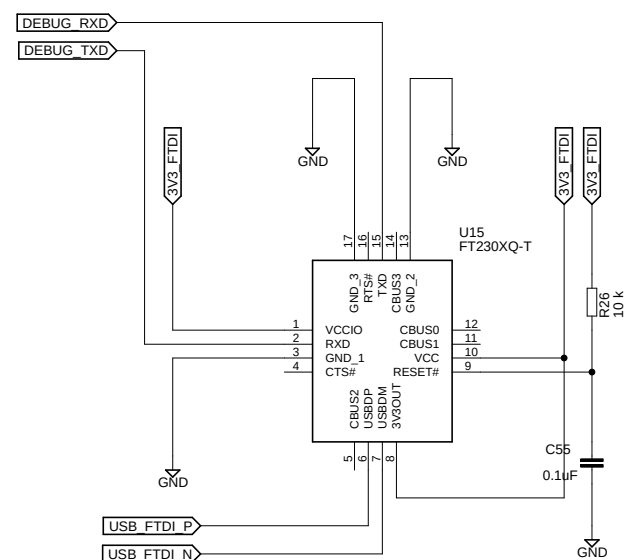 DEBUG_RXD
DEBUG_TXD
3V3_FTDI
GND
GND
3V3_FTDI
3V3_FTDI
U15
FT230XQ-T
17
16
15
14
13
GND_3
RTS#
TXD
CBUS3
GND_2
R26
10 k
1 VCCIO
2 RXD
3 GND_1
4 CTS#
CBUS0 12
CBUS1 11
VCC 10
RESET# 9
CBUS2
USBDP
USBDM
3V3OUT
5
6
7
8
C55
0.1uF
GND
USB_FTDI_P
USB_FTDI_N
GND